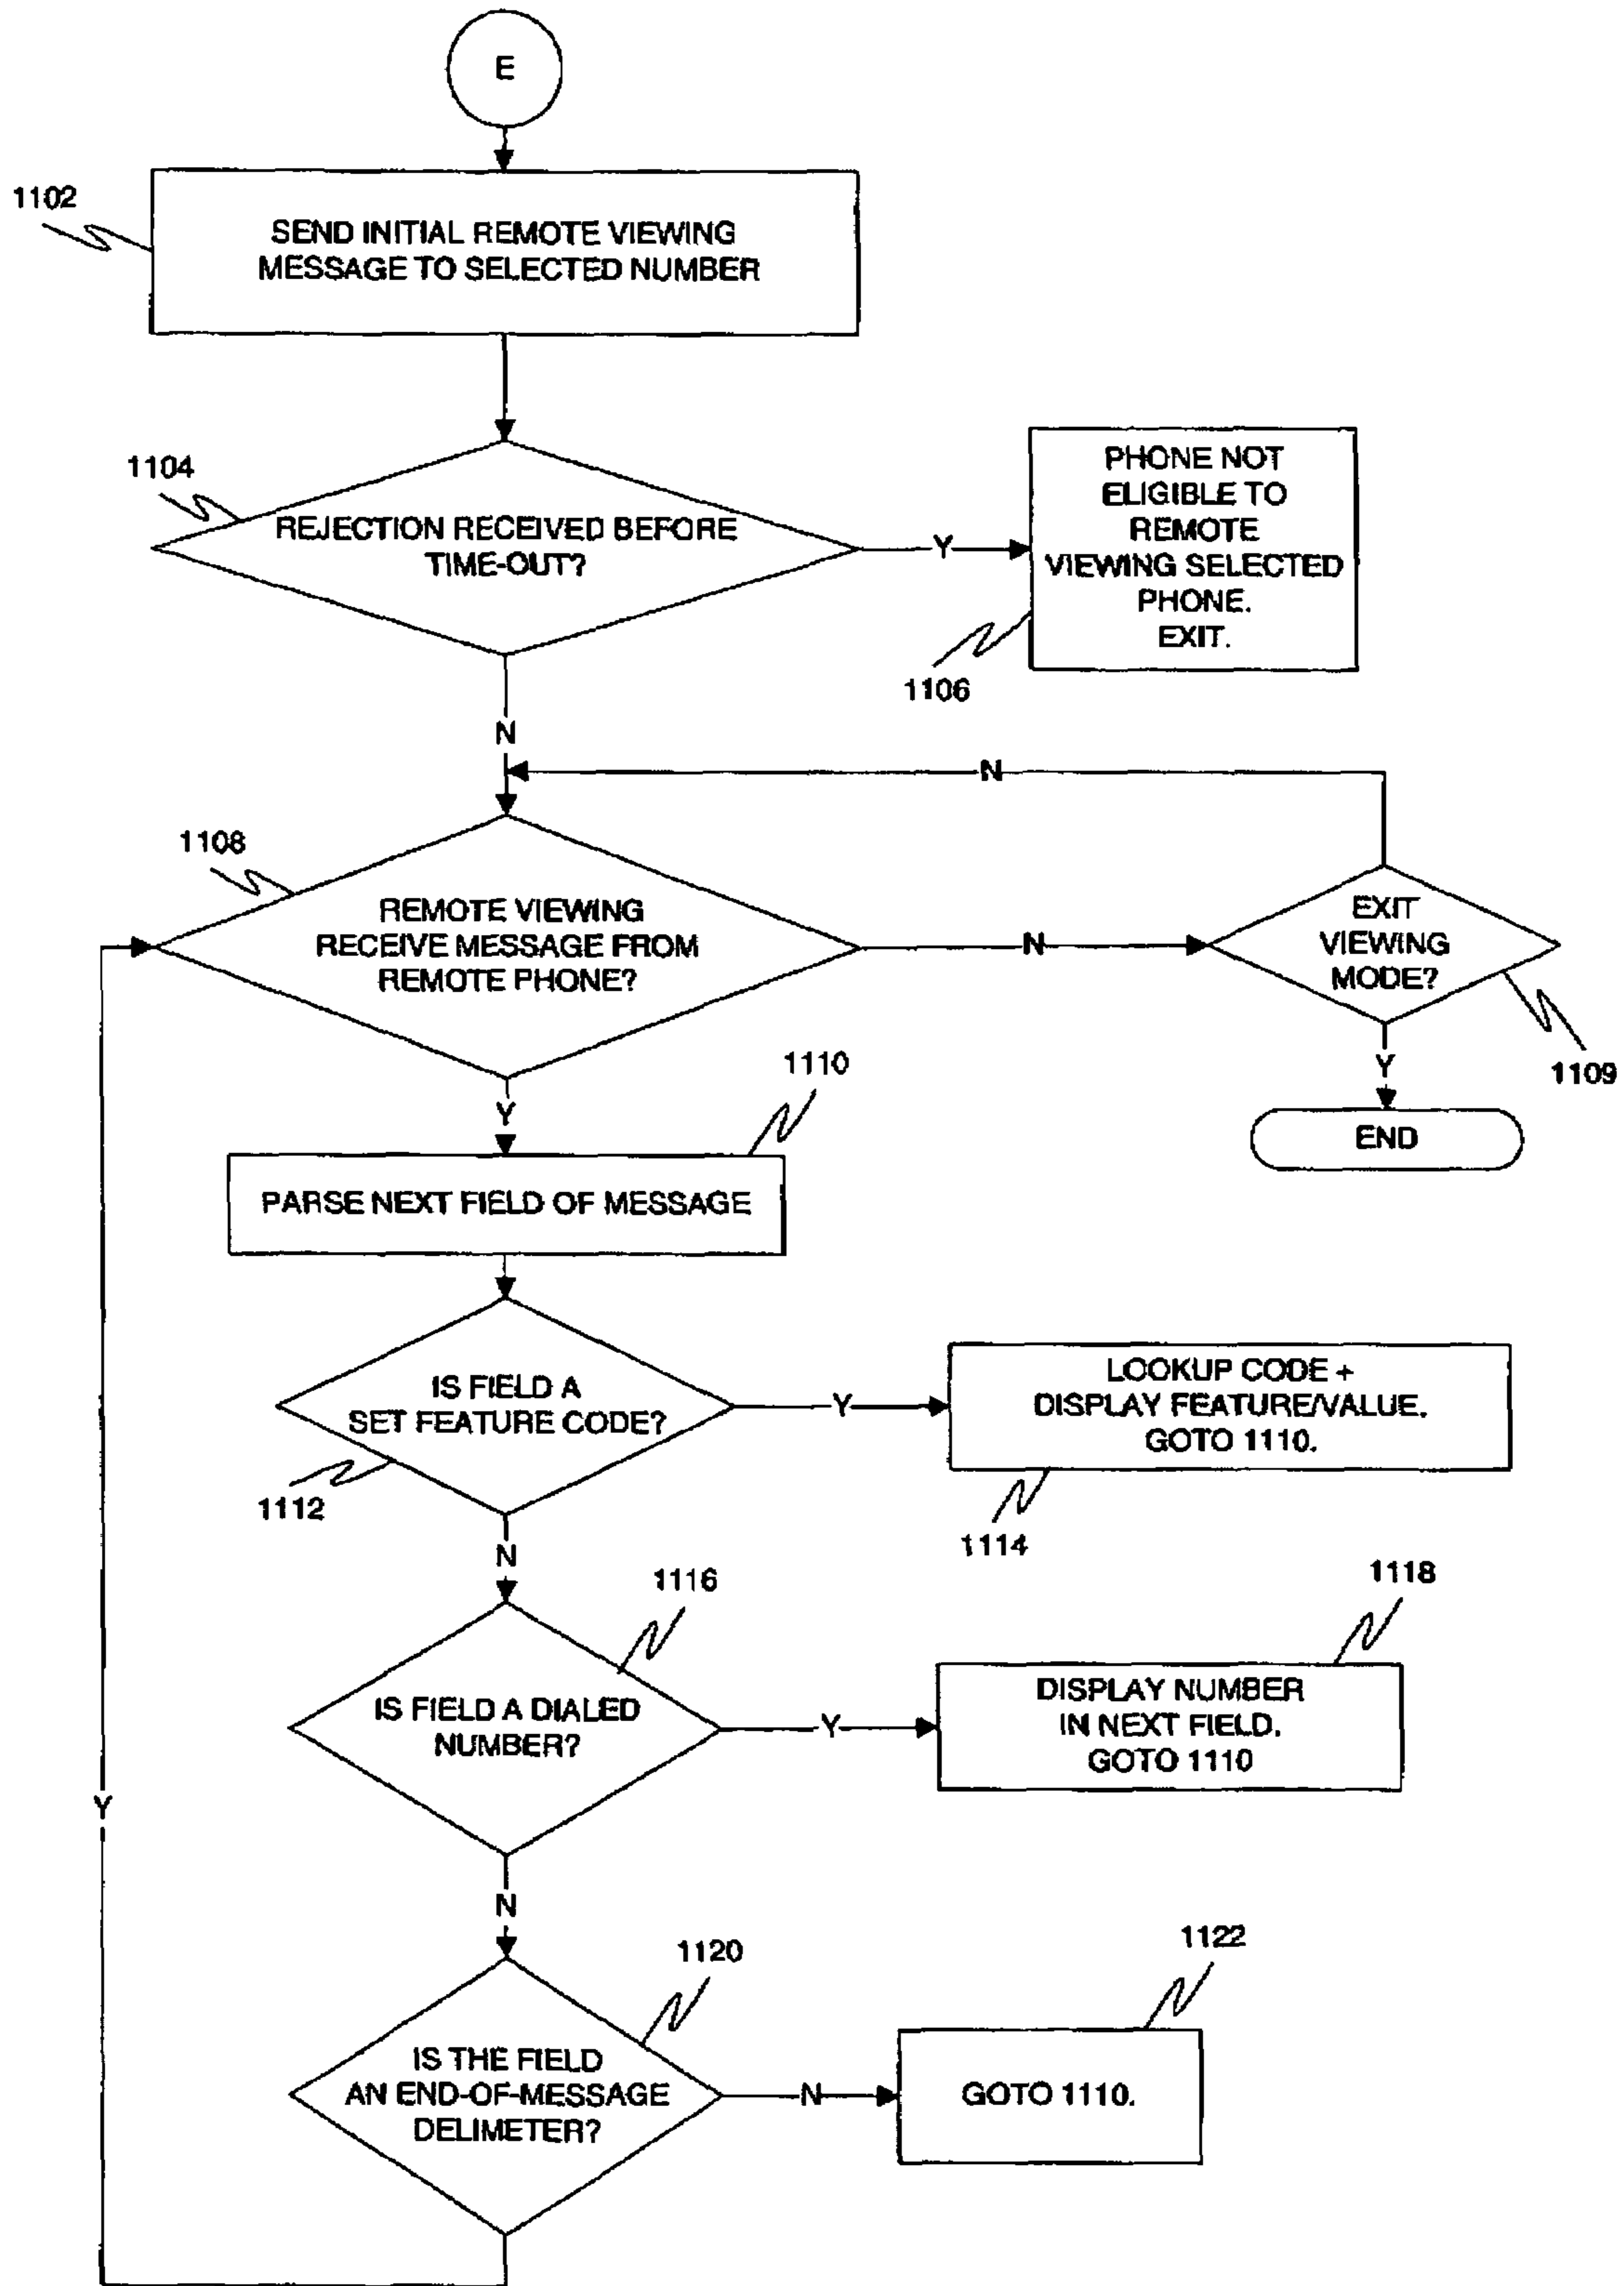 E
1102
SEND INITIAL REMOTE VIEWING
MESSAGE TO SELECTED NUMBER
1104
REJECTION RECEIVED BEFORE
TIME-OUT?
Y
PHONE NOT
ELIGIBLE TO
REMOTE
VIEWING SELECTED
PHONE.
EXIT.
1106
N
N
1108
REMOTE VIEWING
RECEIVE MESSAGE FROM
REMOTE PHONE?
N
EXIT
VIEWING
MODE?
1109
Y
END
Y
1110
PARSE NEXT FIELD OF MESSAGE
IS FIELD A
SET FEATURE CODE?
1112
Y
LOOKUP CODE +
DISPLAY FEATURE/VALUE.
GOTO 1110.
1114
N
1116
IS FIELD A DIALED
NUMBER?
Y
1118
DISPLAY NUMBER
IN NEXT FIELD.
GOTO 1110
Y
N
1120
IS THE FIELD
AN END-OF-MESSAGE
DELIMETER?
N
1122
GOTO 1110.